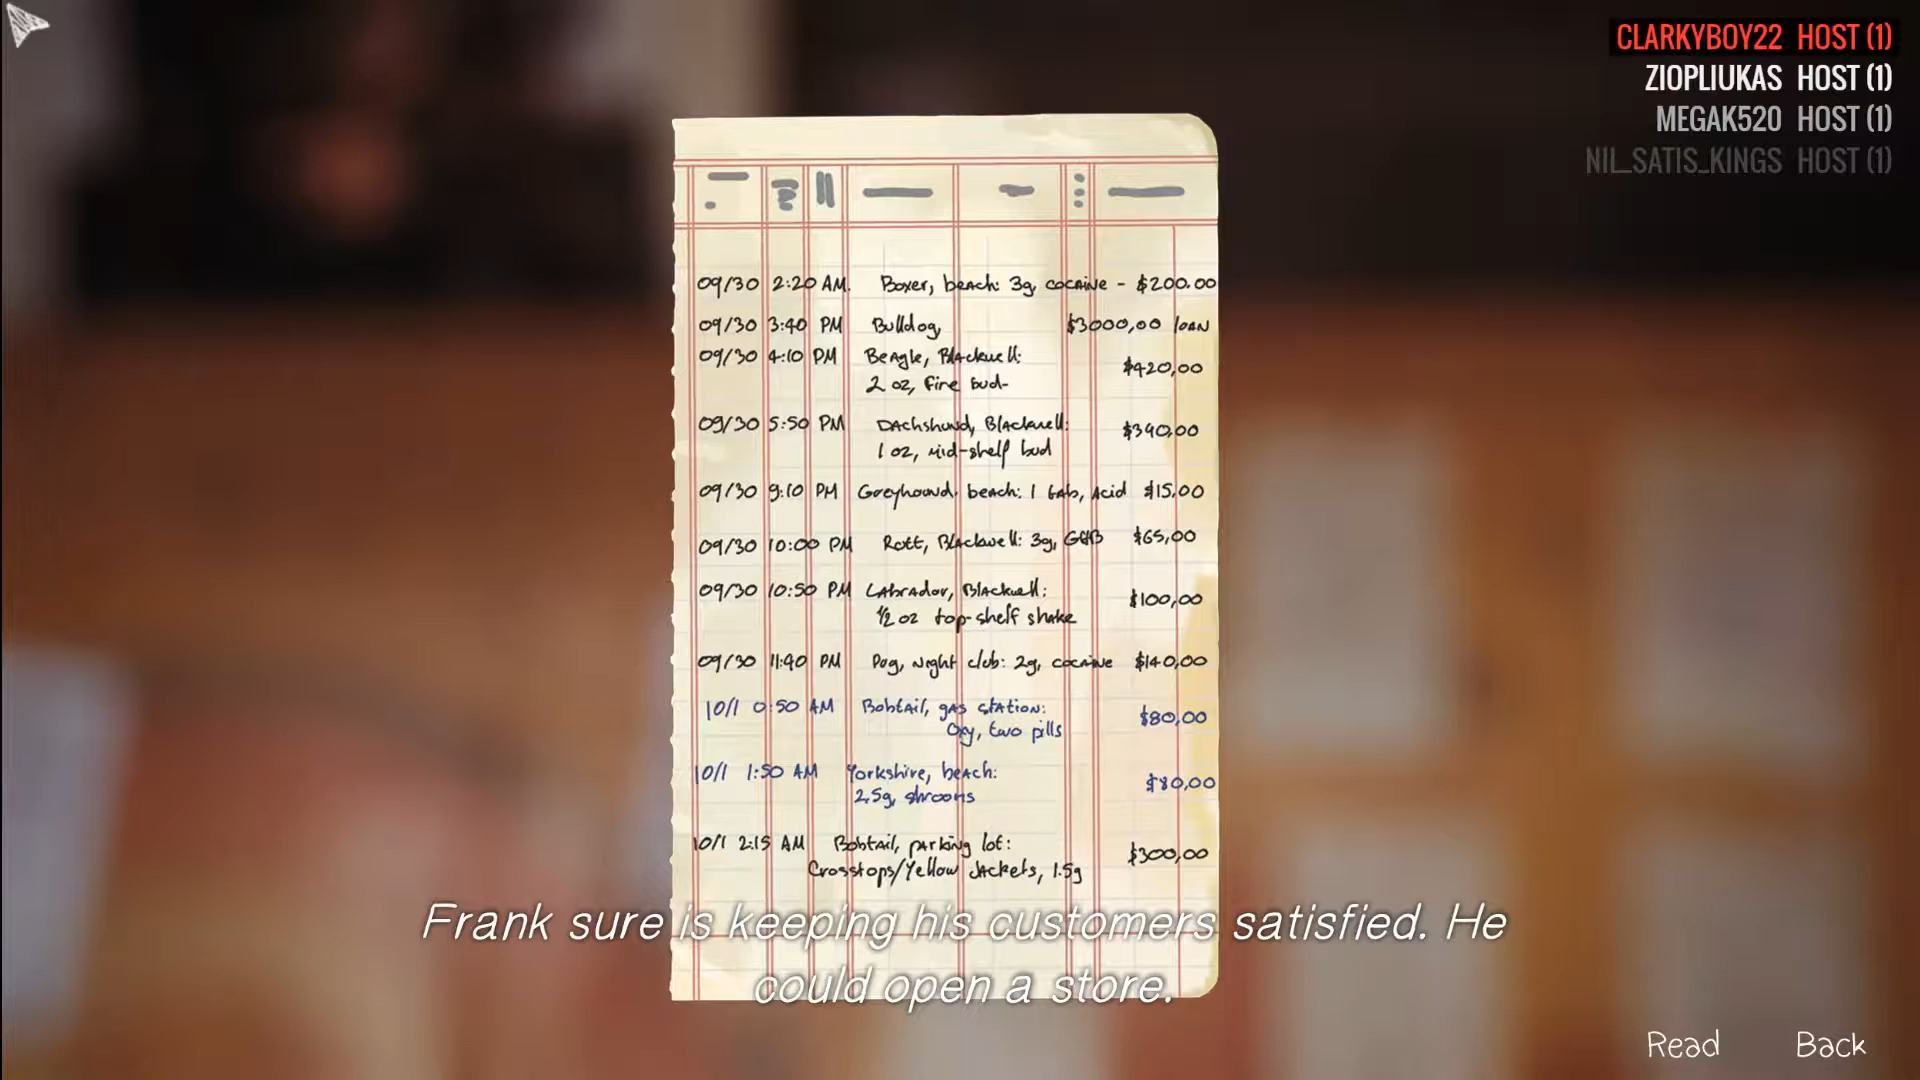 CLARKYBOY22 HOST (1)
ZIOPLIUKAS HOST (1)
MEGAK520 HOST (1)
NIL_SATIS_KINGS HOST (1)
09/30 2:20 AM. Boxer, beach: 3g, cocaine - $200.00
09/30 3:40 PM Bulldog, $3000,00 loan
09/30 4:10 PM Beagle, Blackwell: $420,00
2 oz, fine bud-
09/30 5:50 PM Dachshund, Blackwell: $340.00
1 oz, mid-shelf bud
09/30 9:10 PM Greyhound, beach: 1 tab, acid $15.00
09/30 10:00 PM Rott, Blackwell: 3g, GHB $65,00
09/30 10:50 PM Labrador, Blackwell: $100,00
1/2 oz top-shelf shake
09/30 11:40 PM Pog, night club: 2g, cocaine $140,00
10/1 0:50 AM Bobtail, gas station: $80,00
Oxy, two pills
10/1 1:50 AM Yorkshire, beach: $80,00
2,5g, shrooms
10/1 2:15 AM Bobtail, parking lot: $300,00
Crosstops/Yellow Jackets, 1.5g
Frank sure is keeping his customers satisfied. He
could open a store.
Read Back